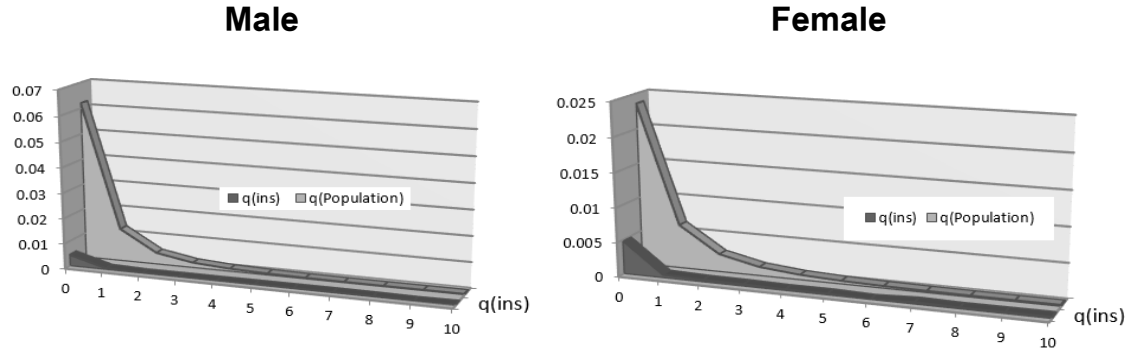 Male
0.07
0.06
0.05
0.04
0.03
0.02
0.01
0
0 1 2 3 4 5 6 7 8 9 10
q(ins) q(Population)
q(ins)
Female
0.025
0.02
0.015
0.01
0.005
0
0 1 2 3 4 5 6 7 8 9 10
q(ins) q(Population)
q(ins)